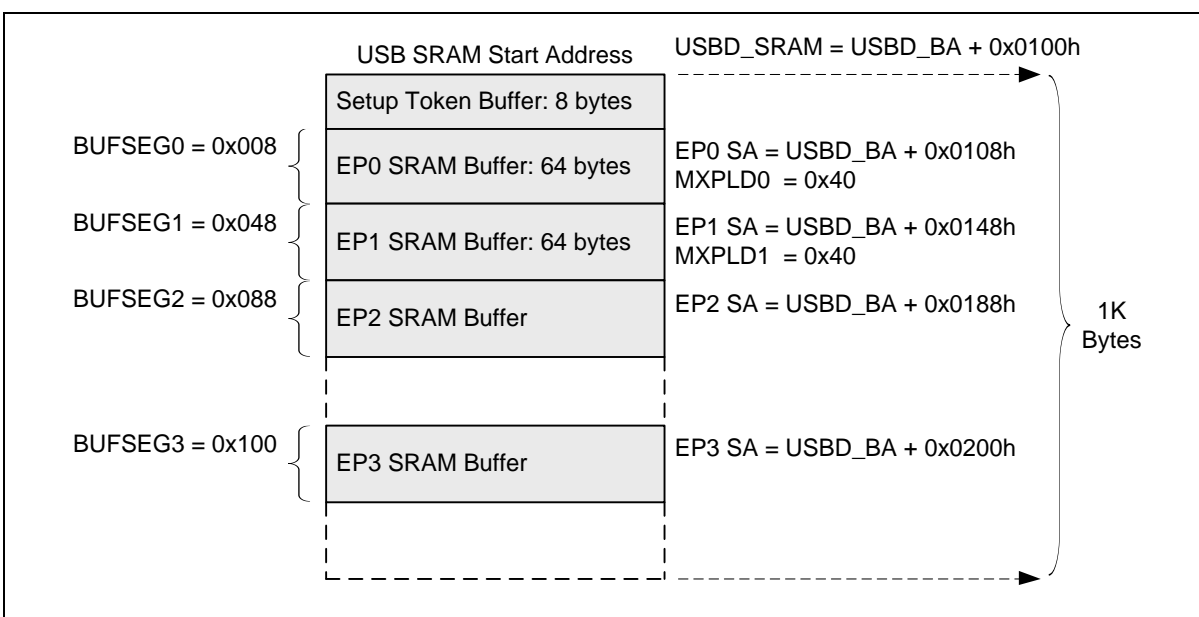 USB SRAM Start Address
USBD_SRAM = USBD_BA + 0x0100h
Setup Token Buffer: 8 bytes
BUFSEG0 = 0x008
EP0 SRAM Buffer: 64 bytes
EP0 SA = USBD_BA + 0x0108h
MXPLD0 = 0x40
BUFSEG1 = 0x048
EP1 SRAM Buffer: 64 bytes
EP1 SA = USBD_BA + 0x0148h
MXPLD1 = 0x40
BUFSEG2 = 0x088
EP2 SRAM Buffer
EP2 SA = USBD_BA + 0x0188h
1K
Bytes
BUFSEG3 = 0x100
EP3 SRAM Buffer
EP3 SA = USBD_BA + 0x0200h